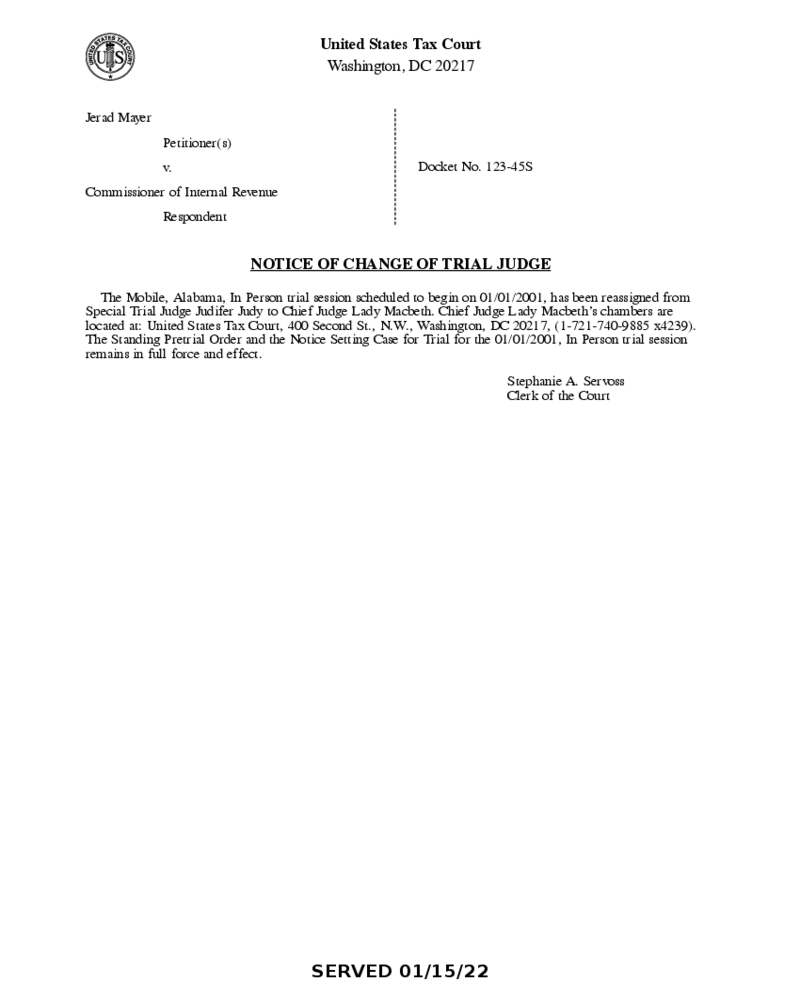 United States Tax Court
Washington, DC 20217
Jerad Mayer
Petitioner(s)
v.
Docket No. 123-45S
Commissioner of Internal Revenue
Respondent
NOTICE OF CHANGE OF TRIAL JUDGE
The Mobile, Alabama, In Person trial session scheduled to begin on 01/01/2001, has been reassigned from
Special Trial Judge Judifer Judy to Chief Judge Lady Macbeth. Chief Judge Lady Macbeth's chambers are
located at: United States Tax Court, 400 Second St., N.W., Washington, DC 20217, (1-721-740-9885 x4239).
The Standing Pretrial Order and the Notice Setting Case for Trial for the 01/01/2001, In Person trial session
remains in full force and effect.
Stephanie A. Servoss
Clerk of the Court
SERVED 01/15/22